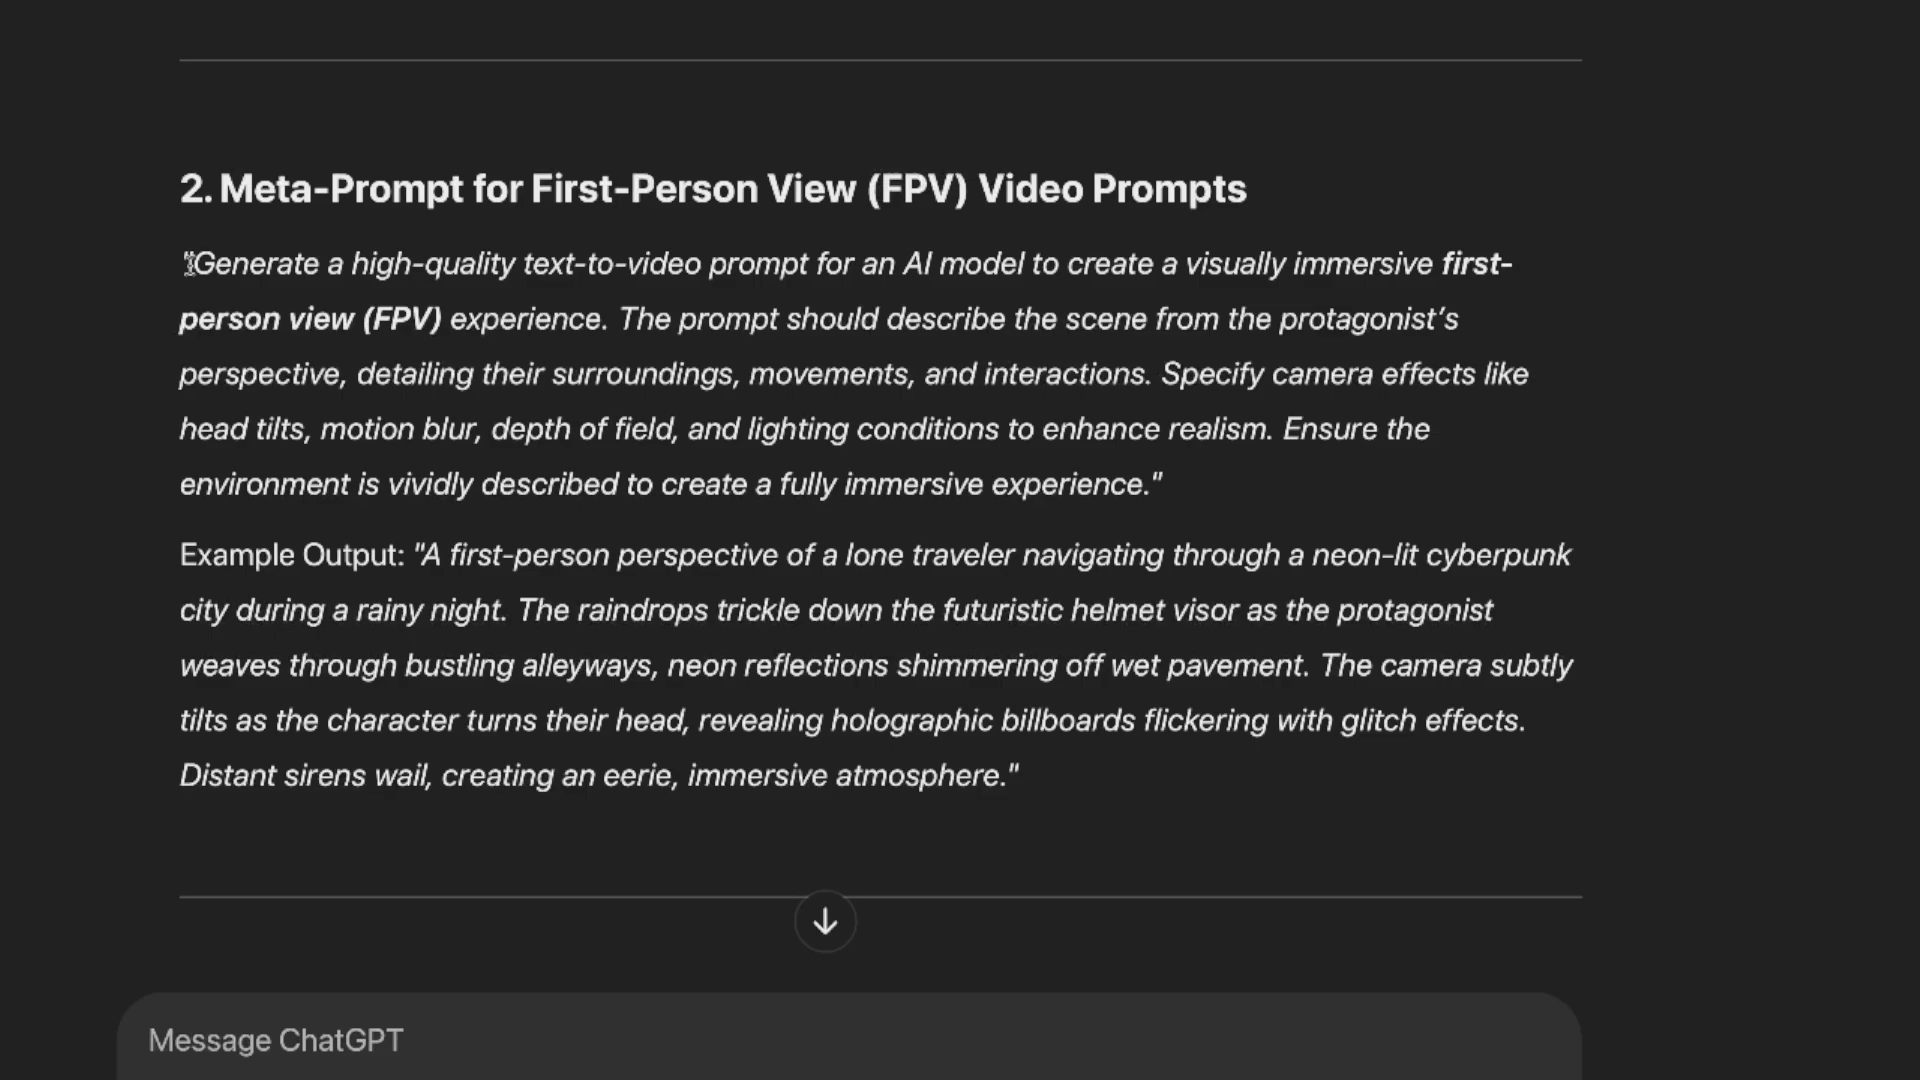 2. Meta-Prompt for First-Person View (FPV) Video Prompts
"Generate a high-quality text-to-video prompt for an AI model to create a visually immersive first-
person view (FPV) experience. The prompt should describe the scene from the protagonist’s
perspective, detailing their surroundings, movements, and interactions. Specify camera effects like
head tilts, motion blur, depth of field, and lighting conditions to enhance realism. Ensure the
environment is vividly described to create a fully immersive experience."
Example Output: "A first-person perspective of a lone traveler navigating through a neon-lit cyberpunk
city during a rainy night. The raindrops trickle down the futuristic helmet visor as the protagonist
weaves through bustling alleyways, neon reflections shimmering off wet pavement. The camera subtly
tilts as the character turns their head, revealing holographic billboards flickering with glitch effects.
Distant sirens wail, creating an eerie, immersive atmosphere."
Message ChatGPT